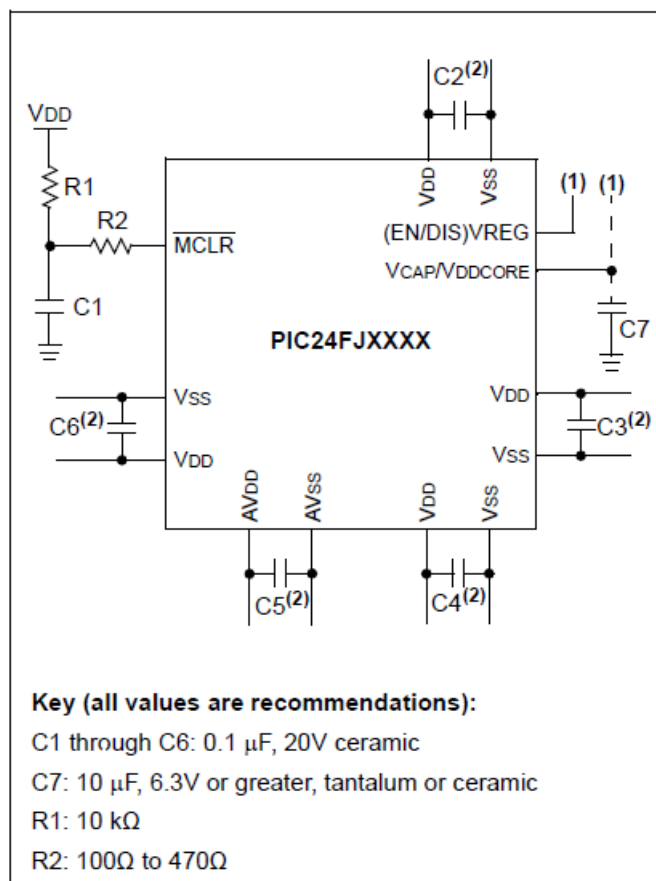 C2(2)
VDD
R1
R2
C1
MCLR
VDD
VSS
(1) (1)
(EN/DIS)VREG
VCAP/VDDCORE
C7
PIC24FJXXXX
VSS
C6(2)
VDD
VDD
C3(2)
VSS
AVDD
AVSS
VDD
VSS
C5(2)
C4(2)
Key (all values are recommendations):
C1 through C6: 0.1 μF, 20V ceramic
C7: 10 μF, 6.3V or greater, tantalum or ceramic
R1: 10 kΩ
R2: 100Ω to 470Ω